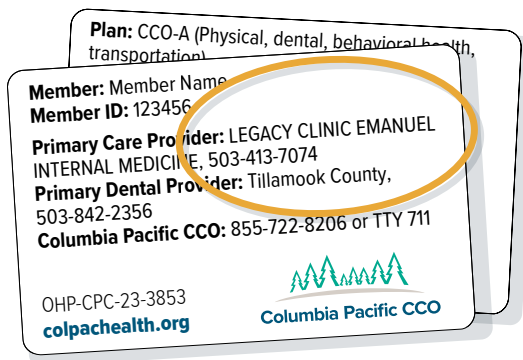 Plan: CCO-A (Physical, dental, behavioral health,
transportation)
Member: Member Name
Member ID: 123456
Primary Care Provider: LEGACY CLINIC EMANUEL
INTERNAL MEDICINE, 503-413-7074
Primary Dental Provider: Tillamook County,
503-842-2356
Columbia Pacific CCO: 855-722-8206 or TTY 711
OHP-CPC-23-3853
colpachealth.org
Columbia Pacific CCO